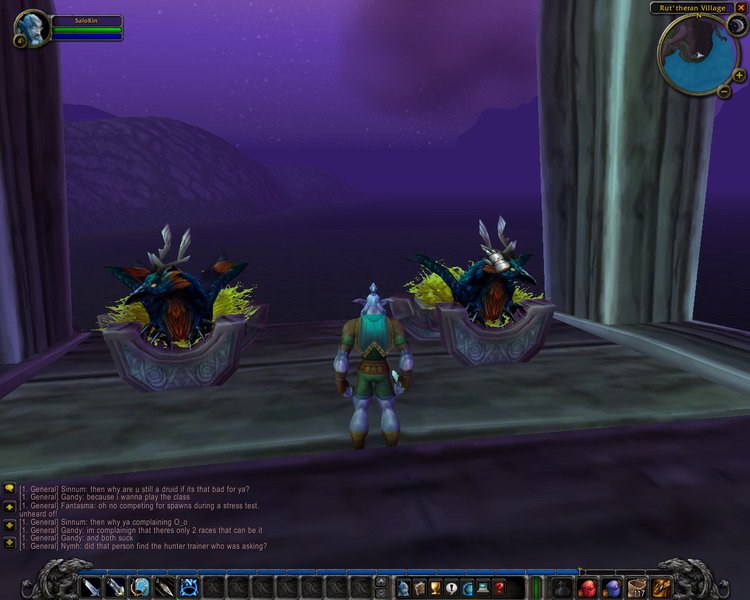 SaloKin
Rut'theran Village
N
[1. General] Sinnum: then why are u still a druid if its that bad for ya?
[1. General] Gandy: because i wanna play the class
[1. General] Fantasma: oh no competing for spawns during a stress test.
unheard of!
[1. General] Sinnum: then why ya complaining O_o
[1. General] Gandy: im complainign that theres only 2 races that can be it
[1. General] Gandy: and both suck
[1. General] Nymh: did that person find the hunter trainer who was asking?